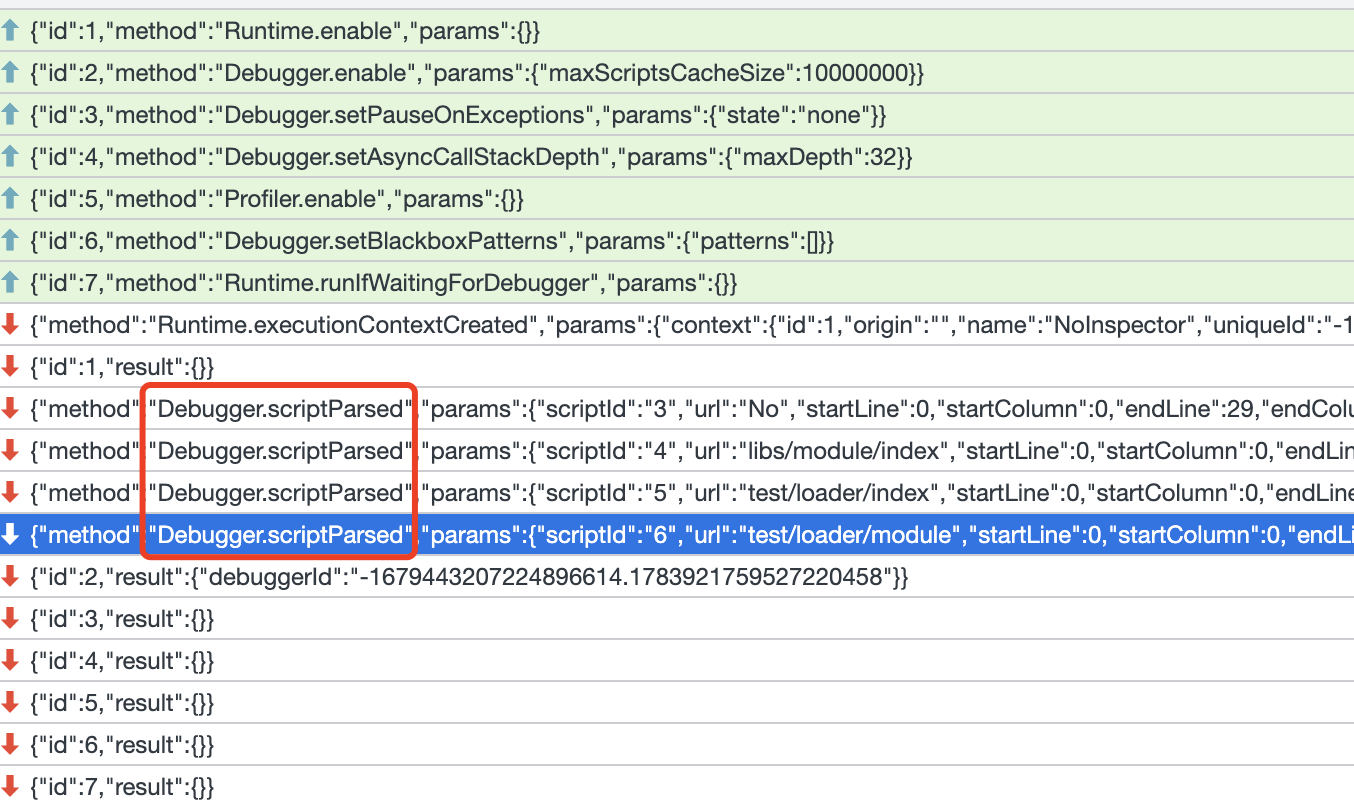 {"id":1,"method":"Runtime.enable","params":{}}
{"id":2,"method":"Debugger.enable","params":{"maxScriptsCacheSize":10000000}}
{"id":3,"method":"Debugger.setPauseOnExceptions","params":{"state":"none"}}
{"id":4,"method":"Debugger.setAsyncCallStackDepth","params":{"maxDepth":32}}
{"id":5,"method":"Profiler.enable","params":{}}
{"id":6,"method":"Debugger.setBlackboxPatterns","params":{"patterns":[]}}
{"id":7,"method":"Runtime.runIfWaitingForDebugger","params":{}}
{"method":"Runtime.executionContextCreated","params":{"context":{"id":1,"origin":"","name":"NoInspector","uniqueId":"-1
{"id":1,"result":{}}
{"method":"Debugger.scriptParsed","params":{"scriptId":"3","url":"No","startLine":0,"startColumn":0,"endLine":29,"endColu
{"method":"Debugger.scriptParsed","params":{"scriptId":"4","url":"libs/module/index","startLine":0,"startColumn":0,"endLin
{"method":"Debugger.scriptParsed","params":{"scriptId":"5","url":"test/loader/index","startLine":0,"startColumn":0,"endLine
{"method":"Debugger.scriptParsed","params":{"scriptId":"6","url":"test/loader/module","startLine":0,"startColumn":0,"endLi
{"id":2,"result":{"debuggerId":"-1679443207224896614.1783921759527220458"}}
{"id":3,"result":{}}
{"id":4,"result":{}}
{"id":5,"result":{}}
{"id":6,"result":{}}
{"id":7,"result":{}}